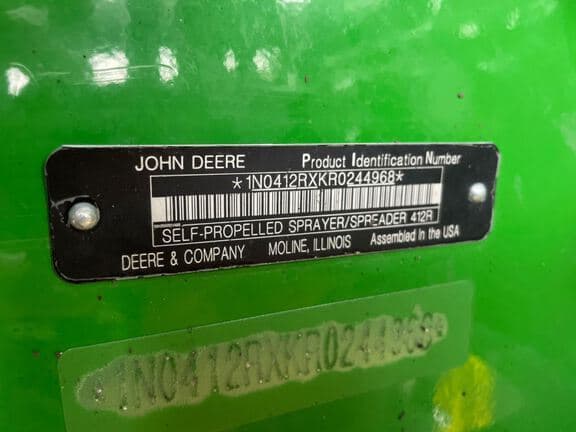 JOHN DEERE Product Identification Number
*1N0412RXKR0244968*
SELF-PROPELLED SPRAYER/SPREADER 412R
DEERE & COMPANY MOLINE, ILLINOIS Assembled in the USA
*1N0412RXKR0244968*